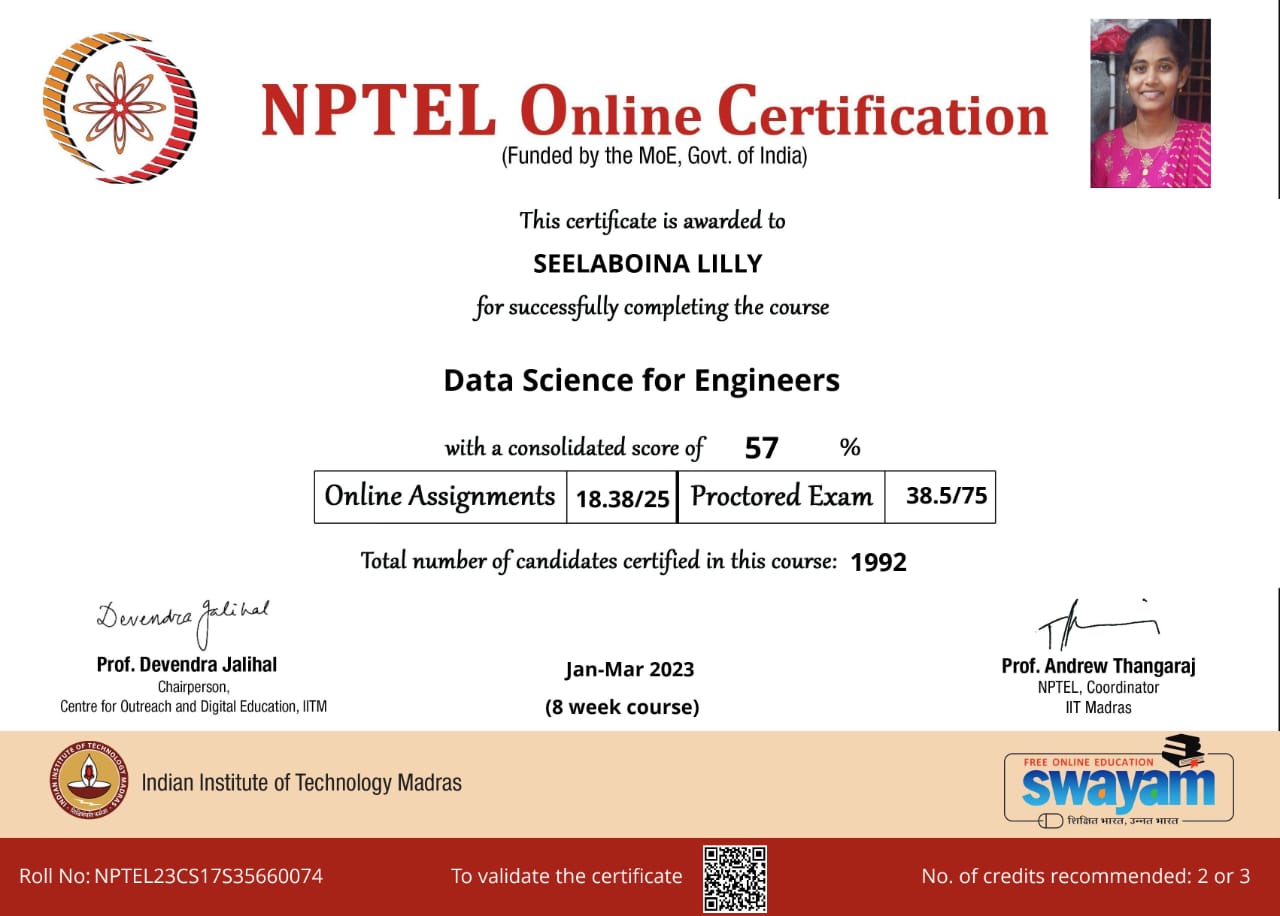 NPTEL Online Certification
(Funded by the MoE, Govt. of India)
This certificate is awarded to
SEELABOINA LILLY
for successfully completing the course
Data Science for Engineers
with a consolidated score of 57 %
Online Assignments 18.38/25 Proctored Exam 38.5/75
Total number of candidates certified in this course: 1992
Devendra Jalihal
Prof. Devendra Jalihal
Chairperson,
Centre for Outreach and Digital Education, IITM
Jan-Mar 2023
(8 week course)
Prof. Andrew Thangaraj
NPTEL, Coordinator
IIT Madras
INDIAN INSTITUTE OF TECHNOLOGY MADRAS
Indian Institute of Technology Madras
FREE ONLINE EDUCATION
swayam
शिक्षित भारत, उन्नत भारत
Roll No: NPTEL23CS17S35660074
To validate the certificate
No. of credits recommended: 2 or 3